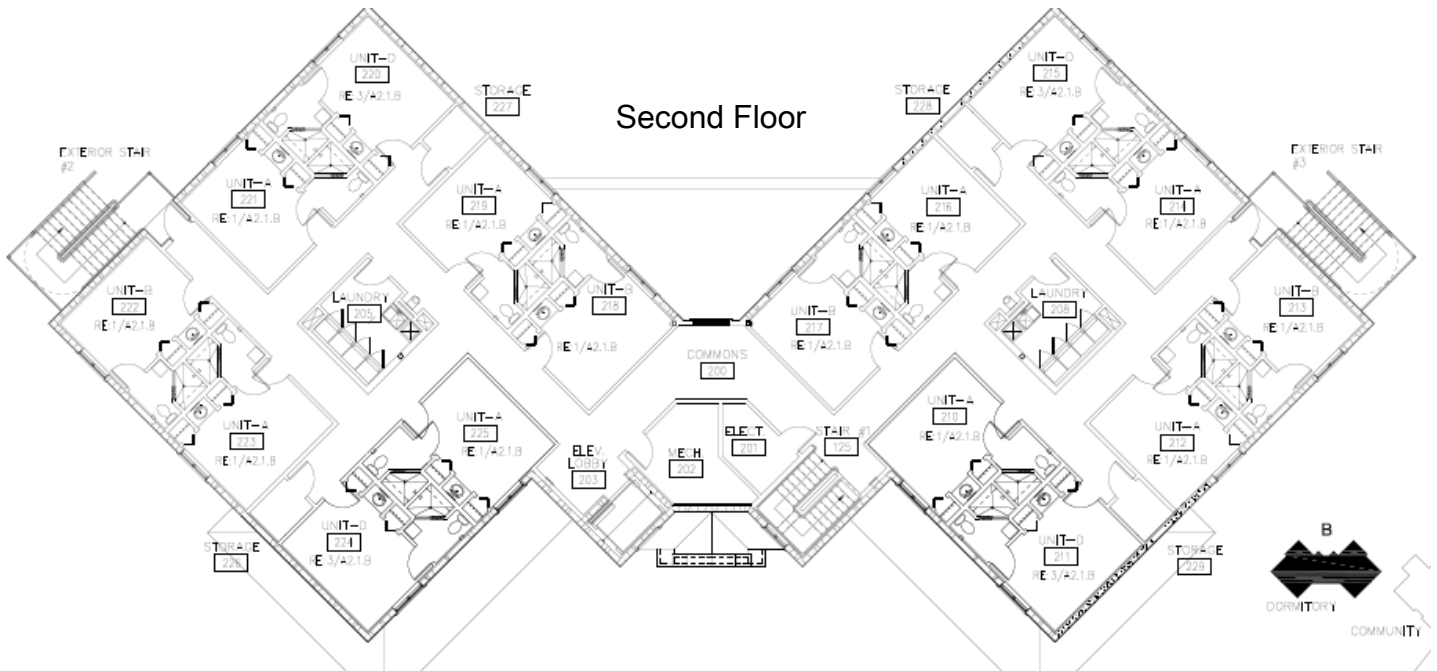 Second Floor
UNIT-D
220
RE:3/A2.1.B
STORAGE
227
EXTERIOR STAIR
#2
UNIT-A
221
RE:1/A2.1.B
UNIT-A
219
RE:1/A2.1.B
UNIT-B
222
RE:1/A2.1.B
LAUNDRY
205
UNIT-B
218
RE:1/A2.1.B
UNIT-A
223
RE:1/A2.1.B
UNIT-A
225
RE:1/A2.1.B
UNIT-D
224
RE:3/A2.1.B
STORAGE
226
COMMONS
200
ELEV.
LOBBY
203
MECH.
202
ELECT.
201
STAIR #1
125
UNIT-D
215
RE:3/A2.1.B
STORAGE
228
EXTERIOR STAIR
#3
UNIT-A
216
RE:1/A2.1.B
UNIT-A
214
RE:1/A2.1.B
UNIT-B
217
RE:1/A2.1.B
LAUNDRY
208
UNIT-B
213
RE:1/A2.1.B
UNIT-A
210
RE:1/A2.1.B
UNIT-A
212
RE:1/A2.1.B
UNIT-D
211
RE:3/A2.1.B
STORAGE
229
B
DORMITORY
COMMUNITY